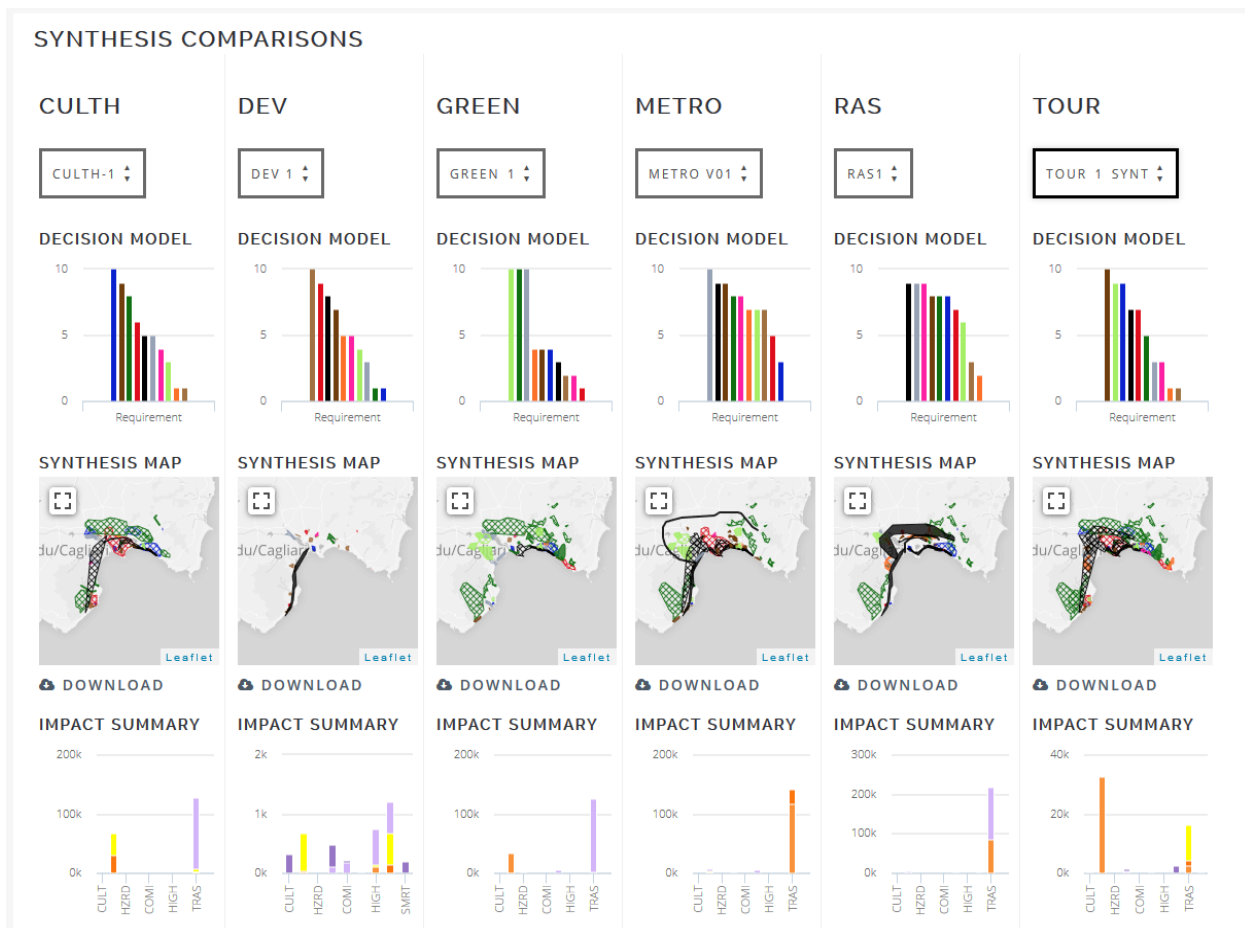 SYNTHESIS COMPARISONS
CULTH
DEV
GREEN
METRO
RAS
TOUR
CULTH-1
DEV 1
GREEN 1
METRO V01
RAS1
TOUR 1 SYNT
DECISION MODEL
DECISION MODEL
DECISION MODEL
DECISION MODEL
DECISION MODEL
DECISION MODEL
10
5
0
Requirement
10
5
0
Requirement
10
5
0
Requirement
10
5
0
Requirement
10
5
0
Requirement
10
5
0
Requirement
SYNTHESIS MAP
SYNTHESIS MAP
SYNTHESIS MAP
SYNTHESIS MAP
SYNTHESIS MAP
SYNTHESIS MAP
du/Cagliari
Leaflet
du/Cagliari
Leaflet
du/Cagliari
Leaflet
du/Cagliari
Leaflet
du/Cagliari
Leaflet
du/Cagliari
Leaflet
DOWNLOAD
DOWNLOAD
DOWNLOAD
DOWNLOAD
DOWNLOAD
DOWNLOAD
IMPACT SUMMARY
IMPACT SUMMARY
IMPACT SUMMARY
IMPACT SUMMARY
IMPACT SUMMARY
IMPACT SUMMARY
200k
100k
0k
CULT
HZRD
COMI
HIGH
TRAS
2k
1k
0k
CULT
HZRD
COMI
HIGH
SMRT
200k
100k
0k
CULT
HZRD
COMI
HIGH
TRAS
200k
100k
0k
CULT
HZRD
COMI
HIGH
TRAS
300k
200k
100k
0k
CULT
HZRD
COMI
HIGH
TRAS
40k
20k
0k
CULT
HZRD
COMI
HIGH
TRAS